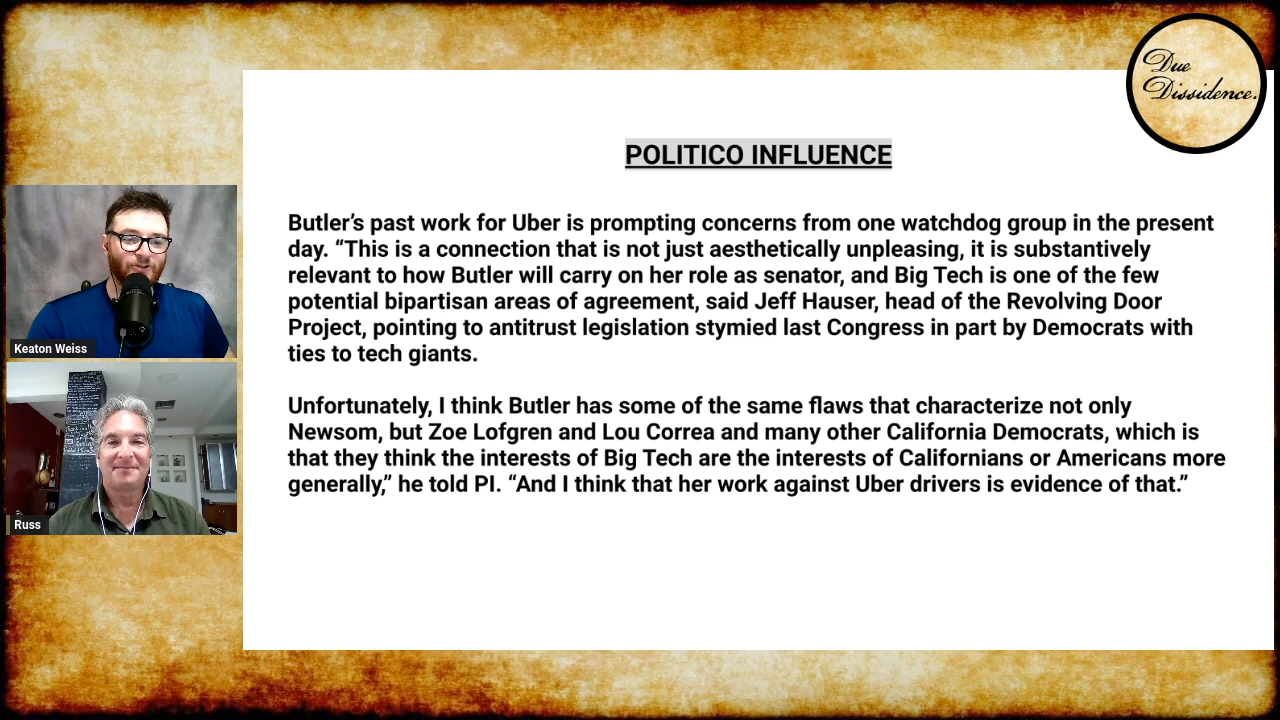 Due
Dissidence.
POLITICO INFLUENCE
Butler’s past work for Uber is prompting concerns from one watchdog group in the present
day. “This is a connection that is not just aesthetically unpleasing, it is substantively
relevant to how Butler will carry on her role as senator, and Big Tech is one of the few
potential bipartisan areas of agreement, said Jeff Hauser, head of the Revolving Door
Project, pointing to antitrust legislation stymied last Congress in part by Democrats with
ties to tech giants.
Unfortunately, I think Butler has some of the same flaws that characterize not only
Newsom, but Zoe Lofgren and Lou Correa and many other California Democrats, which is
that they think the interests of Big Tech are the interests of Californians or Americans more
generally,” he told PI. “And I think that her work against Uber drivers is evidence of that.”
Keaton Weiss
Russ